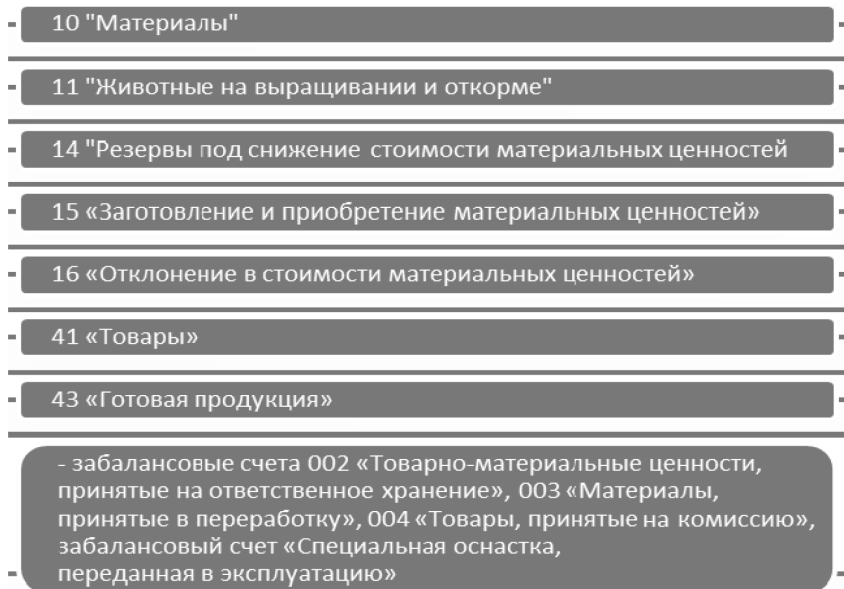 10 "Материалы"
11 "Животные на выращивании и откорме"
14 "Резервы под снижение стоимости материальных ценностей
15 «Заготовление и приобретение материальных ценностей»
16 «Отклонение в стоимости материальных ценностей»
41 «Товары»
43 «Готовая продукция»
- забалансовые счета 002 «Товарно-материальные ценности,
принятые на ответственное хранение», 003 «Материалы,
принятые в переработку», 004 «Товары, принятые на комиссию»,
забалансовый счет «Специальная оснастка,
переданная в эксплуатацию»